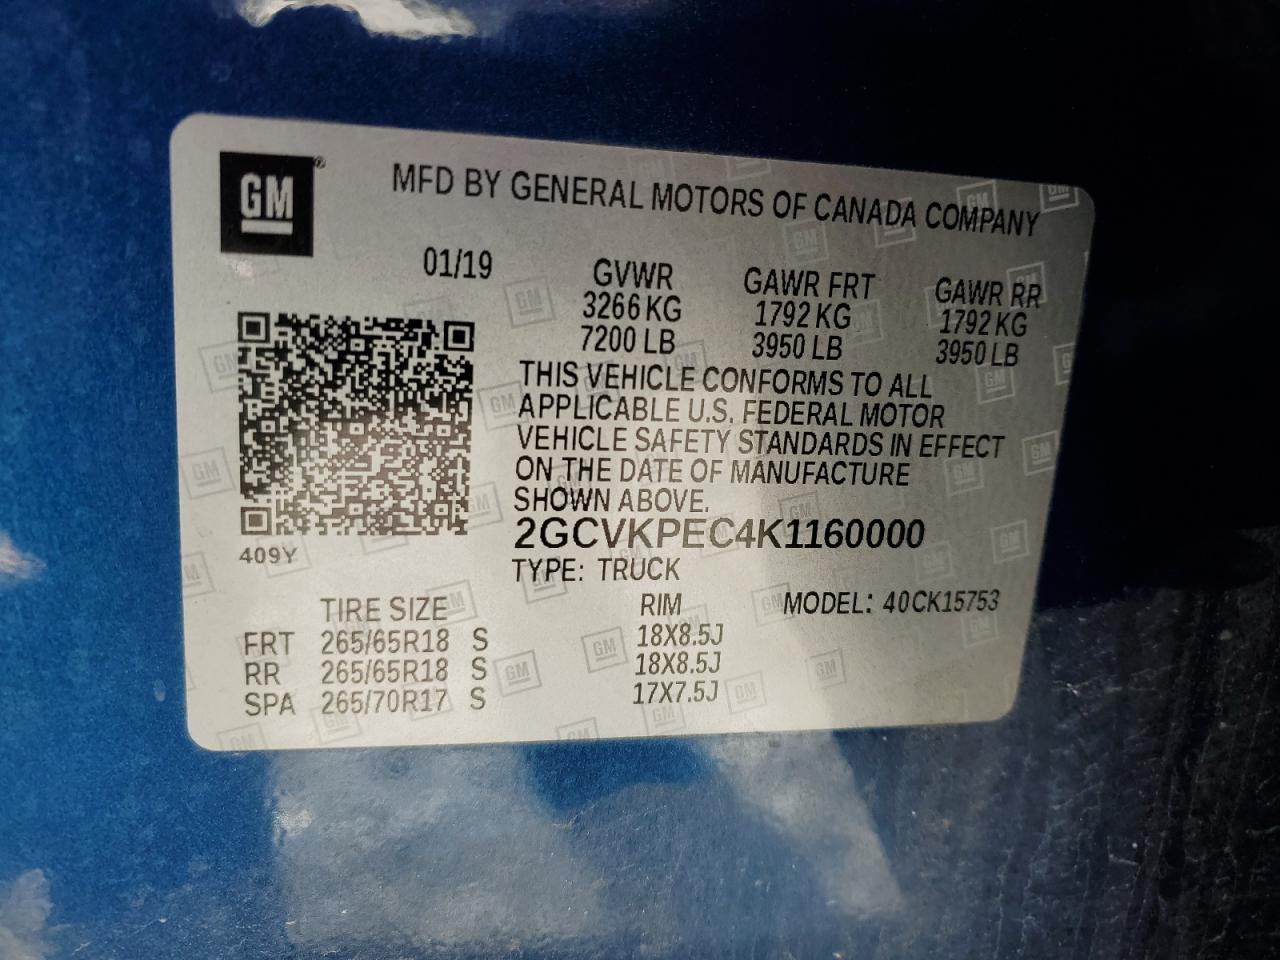 GM®
MFD BY GENERAL MOTORS OF CANADA COMPANY
01/19
GVWR GAWR FRT GAWR RR
3266 KG 1792 KG 1792 KG
7200 LB 3950 LB 3950 LB
THIS VEHICLE CONFORMS TO ALL
APPLICABLE U.S. FEDERAL MOTOR
VEHICLE SAFETY STANDARDS IN EFFECT
ON THE DATE OF MANUFACTURE
SHOWN ABOVE.
2GCVKPEC4K1160000
409Y
TYPE: TRUCK
TIRE SIZE RIM MODEL: 40CK15753
FRT 265/65R18 S 18X8.5J
RR 265/65R18 S 18X8.5J
SPA 265/70R17 S 17X7.5J